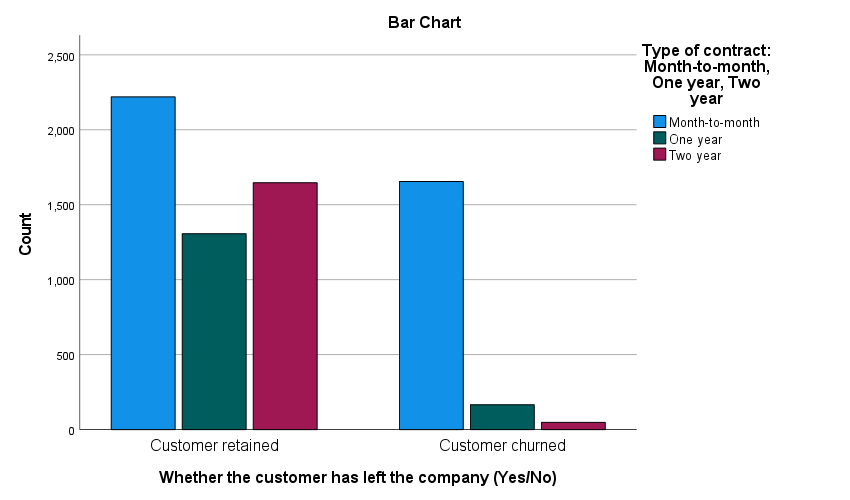 Bar Chart
Type of contract:
Month-to-month,
One year, Two
year
Month-to-month
One year
Two year
Count
2,500
2,000
1,500
1,000
500
0
Customer retained
Customer churned
Whether the customer has left the company (Yes/No)